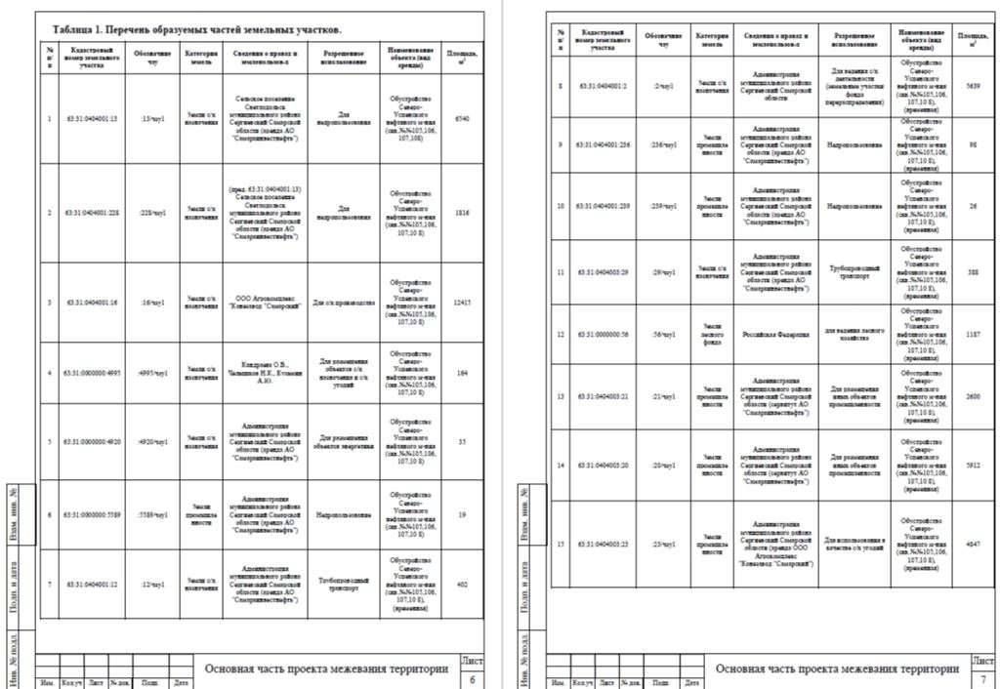 Таблица 1. Перечень образуемых частей земельных участков.
№ п/п Кадастровый номер земельного участка Обозначение чзу Категория земель Сведения о правах и землепользов-х Разрешенное использование Наименование объекта (вид аренды) Площадь, м²
1 63:31:0404001:13 :13/чзу1 Земли с/х назначения Сельское поселение Светлодольск муниципального района Сергиевский Самарской области (аренда АО "Самараинвестнефть") Для недропользования Обустройство Северо-Успенского нефтяного м-ния (скв.№№105,106, 107,108) 6540
2 63:31:0404001:228 :228/чзу1 Земли с/х назначения (пред. 63:31:0404001:13) Сельское поселение Светлодольск муниципального района Сергиевский Самарской области (аренда АО "Самараинвестнефть") Для недропользования Обустройство Северо-Успенского нефтяного м-ния (скв.№№105,106, 107,10 8) 1816
3 63:31:0404001:16 :16/чзу1 Земли с/х назначения ООО Агрокомплекс "Конезавод "Самарский" Для с/х производства Обустройство Северо-Успенского нефтяного м-ния (скв.№№105,106, 107,10 8) 12415
4 63:31:0000000:4995 :4995/чзу1 Земли с/х назначения Н.К., А.Ю. Для размещения объектов с/х назначения и с/х угодий Обустройство Северо-Успенского нефтяного м-ния (скв.№№105,106, 107,10 8) 164
5 63:31:0000000:4920 :4920/чзу1 Земли с/х назначения Администрация муниципального района Сергиевский Самарской области (аренда АО "Самараинвестнефть") Для размещения объектов энергетики Обустройство Северо-Успенского нефтяного м-ния (скв.№№105,106, 107,10 8) 35
6 63:31:0000000:5589 :5589/чзу1 Земли промышленности Администрация муниципального района Сергиевский Самарской области (аренда АО "Самараинвестнефть") Недропользование Обустройство Северо-Успенского нефтяного м-ния (скв.№№105,106, 107,10 8) 19
7 63:31:0404001:12 :12/чзу1 Земли с/х назначения Администрация муниципального района Сергиевский Самарской области (аренда АО "Самараинвестнефть") Трубопроводный транспорт Обустройство Северо-Успенского нефтяного м-ния (скв.№№105,106, 107,10 8), (временная) 402
Взам. инв. №
Подп. и дата
Инв. № подл.
Изм. Кол.уч Лист № док. Подп. Дата
Основная часть проекта межевания территории
Лист
6
№ п/п Кадастровый номер земельного участка Обозначение чзу Категория земель Сведения о правах и землепользов-х Разрешенное использование Наименование объекта (вид аренды) Площадь, м²
8 63:31:0404001:2 :2/чзу1 Земли с/х назначения Администрация муниципального района Сергиевский Самарской области Для ведения с/х деятельности (земельные участки фонда перераспределения) Обустройство Северо-Успенского нефтяного м-ния (скв.№№105,106, 107,10 8), (временная) 5639
9 63:31:0404001:236 :236/чзу1 Земли промышленности Администрация муниципального района Сергиевский Самарской области (аренда АО "Самараинвестнефть") Недропользование Обустройство Северо-Успенского нефтяного м-ния (скв.№№105,106, 107,10 8), (временная) 98
10 63:31:0404001:239 :239/чзу1 Земли промышленности Администрация муниципального района Сергиевский Самарской области (аренда АО "Самараинвестнефть") Недропользование Обустройство Северо-Успенского нефтяного м-ния (скв.№№105,106, 107,10 8), (временная) 26
11 63:31:0404003:29 :29/чзу1 Земли с/х назначения Администрация муниципального района Сергиевский Самарской области (аренда АО "Самараинвестнефть") Трубопроводный транспорт Обустройство Северо-Успенского нефтяного м-ния (скв.№№105,106, 107,10 8), (временная) 388
12 63:31:0000000:56 :56/чзу1 Земли лесного фонда Российская Федерация для ведения лесного хозяйства Обустройство Северо-Успенского нефтяного м-ния (скв.№№105,106, 107,10 8), (временная) 1187
13 63:31:0404003:21 :21/чзу1 Земли промышленности Администрация муниципального района Сергиевский Самарской области (сервитут АО "Самараинвестнефть") Для размещения иных объектов промышленности Обустройство Северо-Успенского нефтяного м-ния (скв.№№105,106, 107,10 8), (временная) 2600
14 63:31:0404003:20 :20/чзу1 Земли промышленности Администрация муниципального района Сергиевский Самарской области (сервитут АО "Самараинвестнефть") Для размещения иных объектов промышленности Обустройство Северо-Успенского нефтяного м-ния (скв.№№105,106, 107,10 8), (временная) 5912
15 63:31:0404003:23 :23/чзу1 Земли промышленности Администрация муниципального района Сергиевский Самарской области (аренда ООО Агрокомплекс "Конезавод "Самарский") Для использования в качестве с/х угодий Обустройство Северо-Успенского нефтяного м-ния (скв.№№105,106, 107,10 8), (временная) 4847
Взам. инв. №
Подп. и дата
Инв. № подл.
Изм. Кол.уч Лист № док. Подп. Дата
Основная часть проекта межевания территории
Лист
7